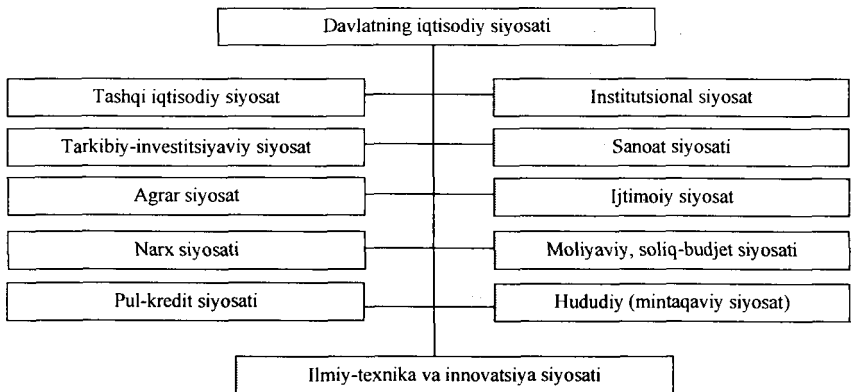 Davlatning iqtisodiy siyosati
Tashqi iqtisodiy siyosat
Institutsional siyosat
Tarkibiy-investitsiyaviy siyosat
Sanoat siyosati
Agrar siyosat
Ijtimoiy siyosat
Narx siyosati
Moliyaviy, soliq-budjet siyosati
Pul-kredit siyosati
Hududiy (mintaqaviy siyosat)
Ilmiy-texnika va innovatsiya siyosati